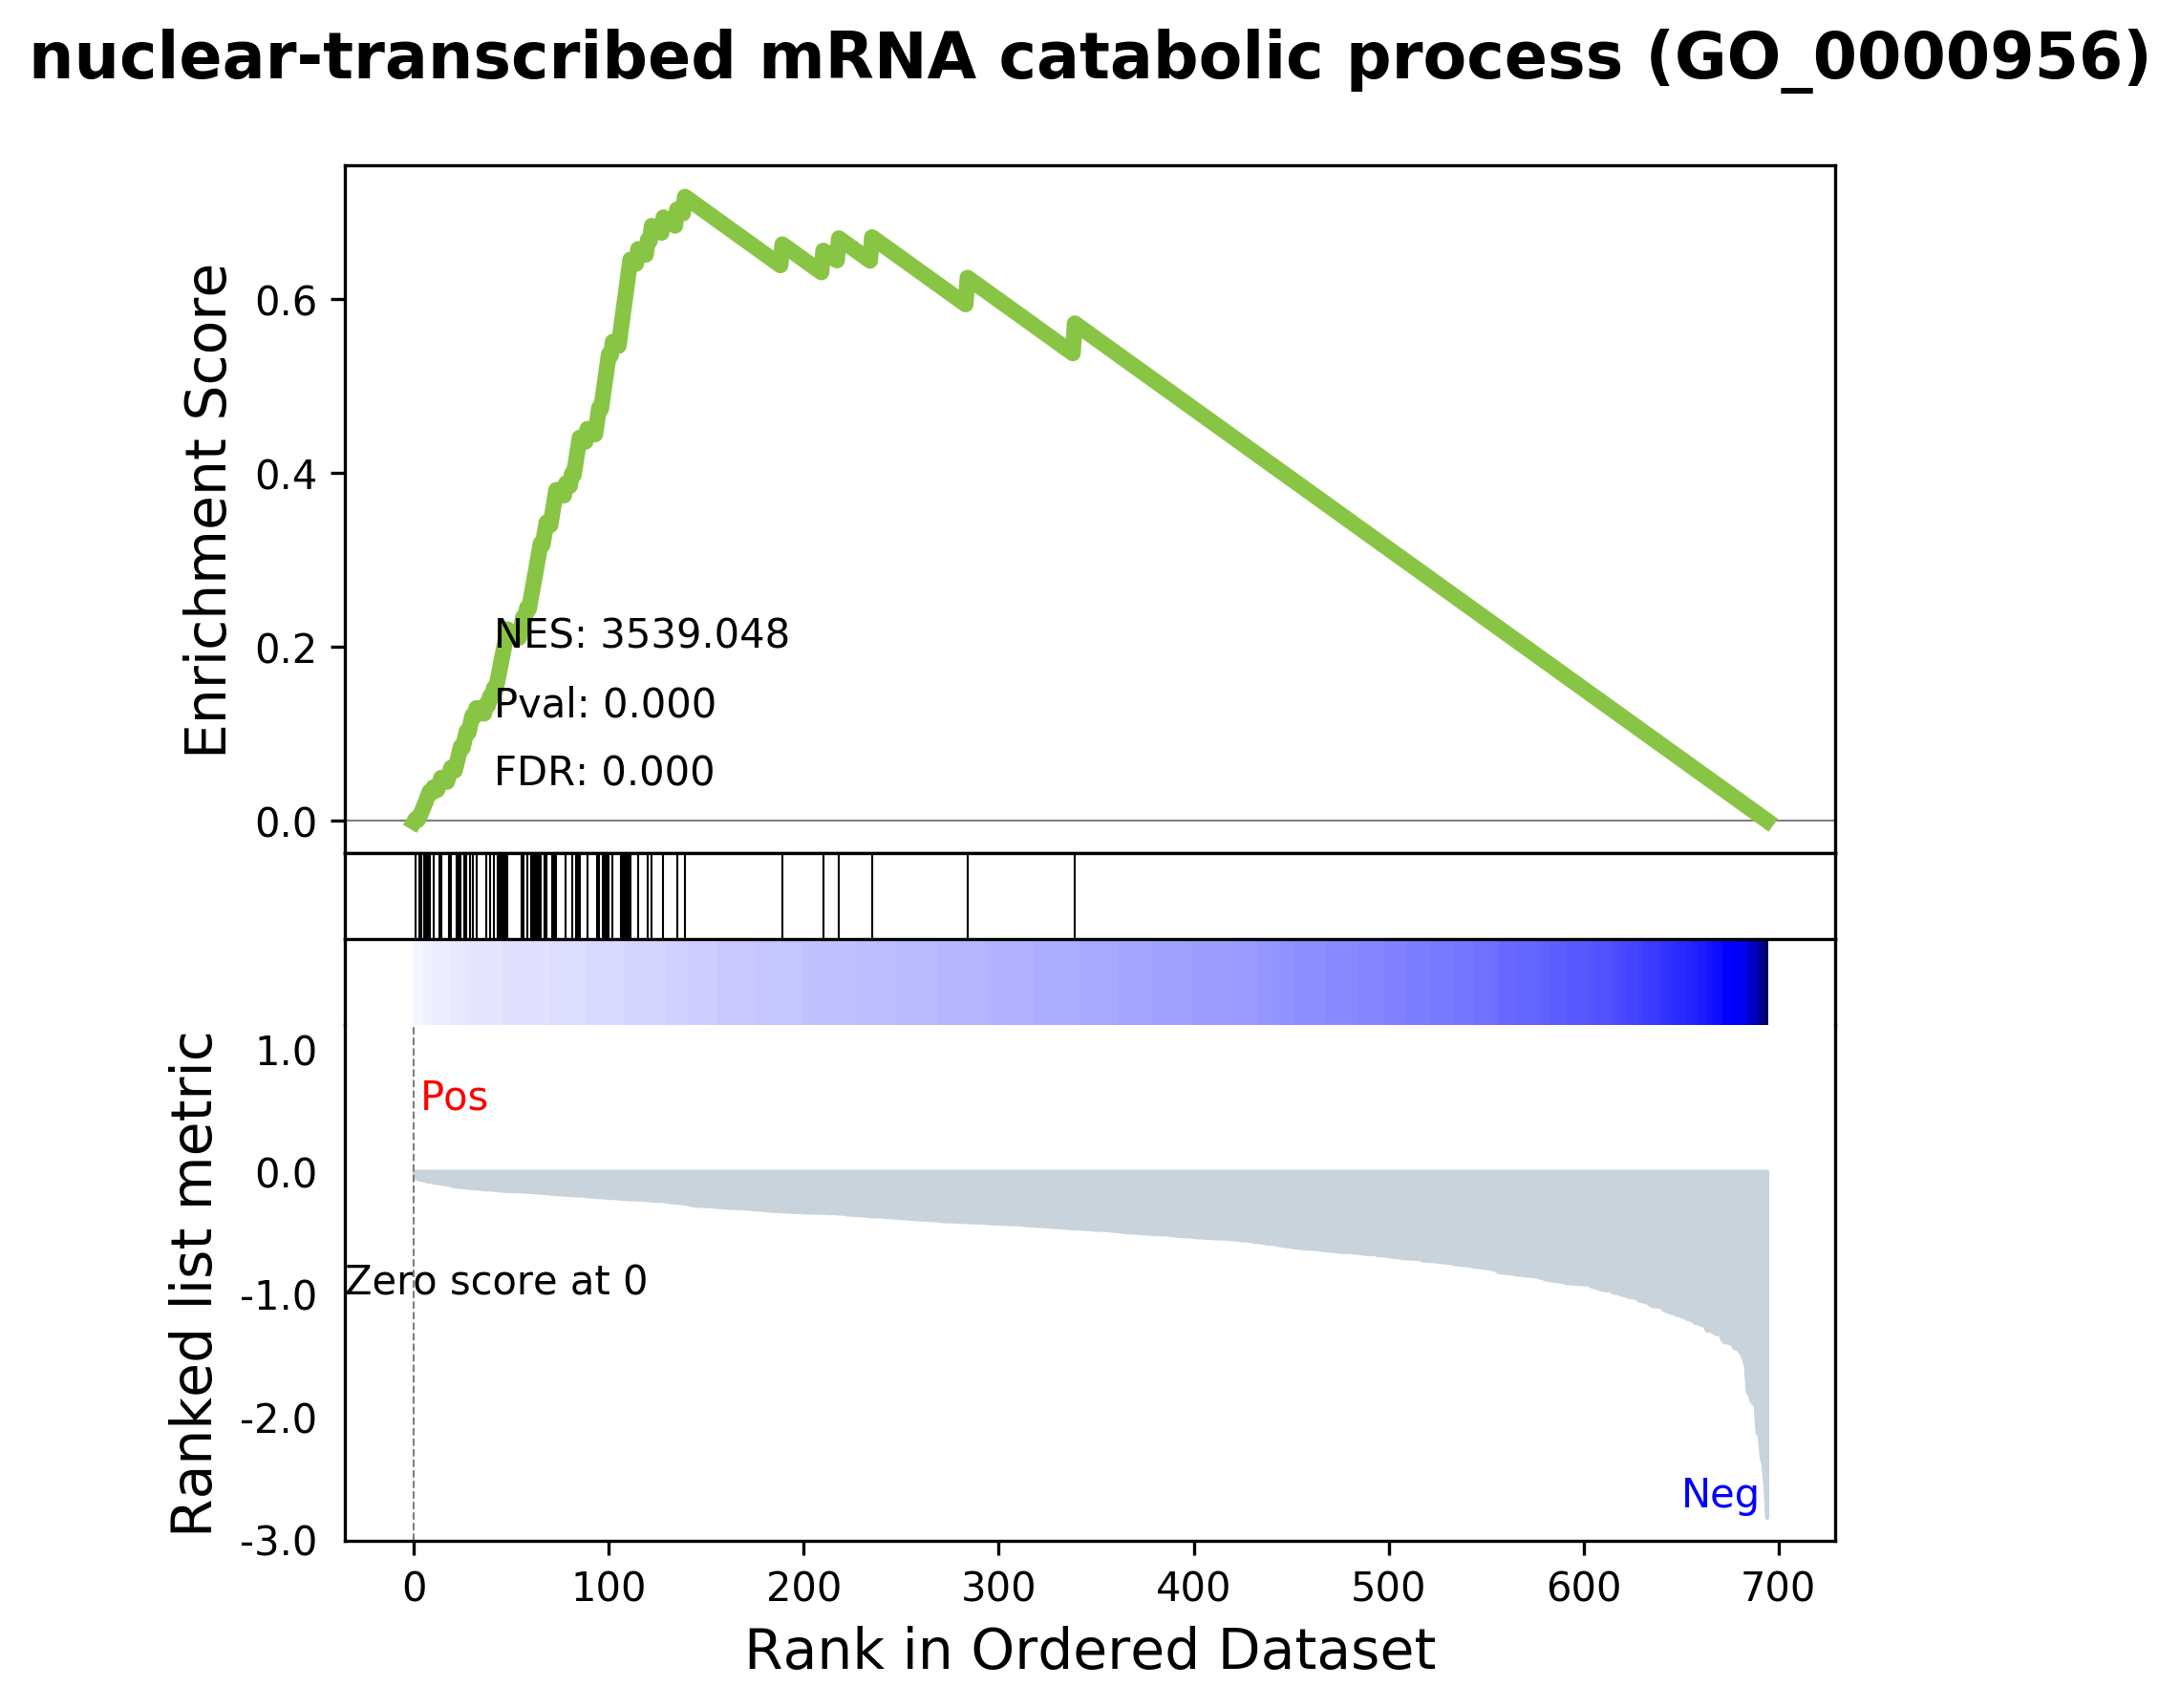 nuclear-transcribed mRNA catabolic process (GO_0000956)
Enrichment Score
0.6
0.4
0.2
0.0
NES: 3539.048
Pval: 0.000
FDR: 0.000
Ranked list metric
1.0
0.0
-1.0
-2.0
-3.0
Pos
Zero score at 0
Neg
0 100 200 300 400 500 600 700
Rank in Ordered Dataset